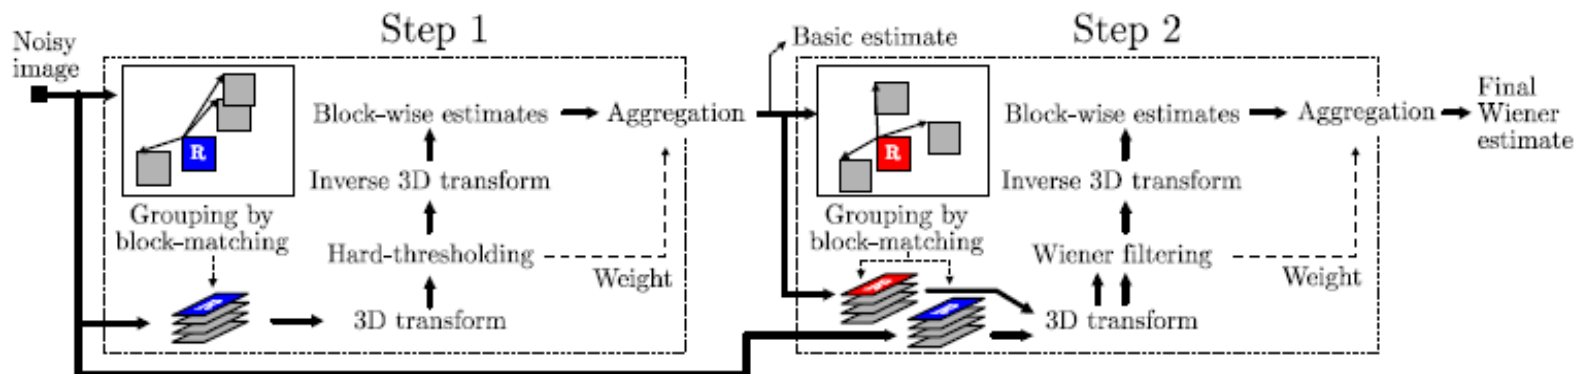 Step 1
Step 2
Noisy
image
Basic estimate
R
Block-wise estimates
Aggregation
Inverse 3D transform
Grouping by
block-matching
Hard-thresholding
Weight
3D transform
R
Block-wise estimates
Aggregation
Final
Wiener
estimate
Inverse 3D transform
Grouping by
block-matching
Wiener filtering
Weight
3D transform